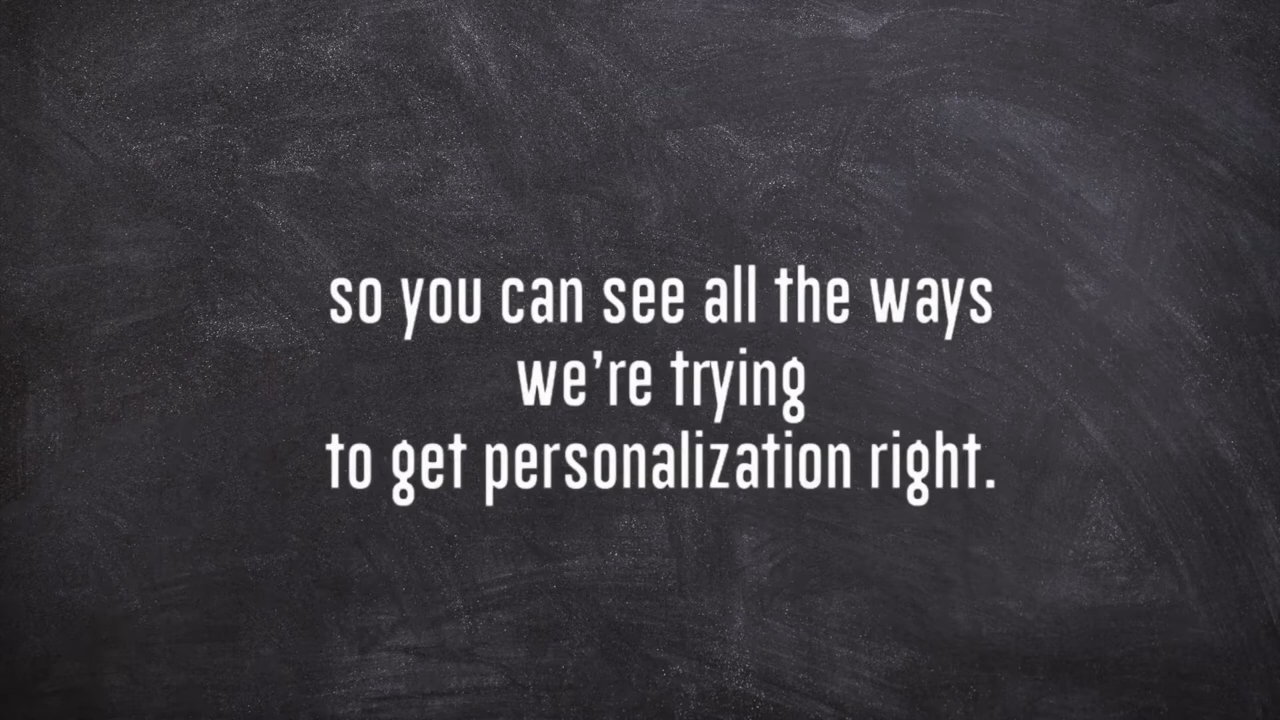 so you can see all the ways
we’re trying
to get personalization right.